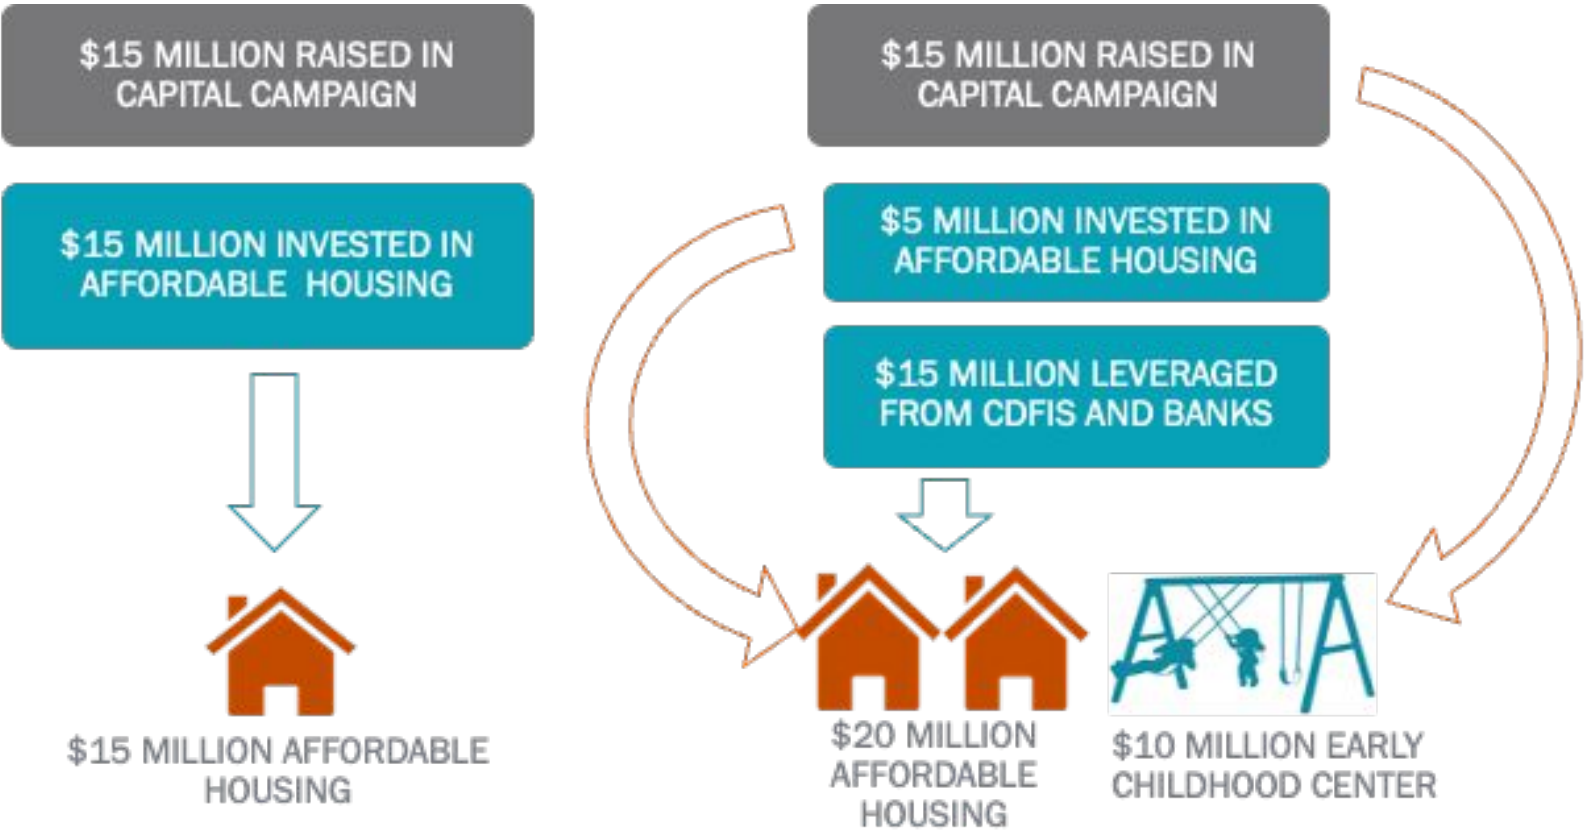 $15 MILLION RAISED IN
CAPITAL CAMPAIGN
$15 MILLION INVESTED IN
AFFORDABLE HOUSING
$15 MILLION AFFORDABLE
HOUSING
$15 MILLION RAISED IN
CAPITAL CAMPAIGN
$5 MILLION INVESTED IN
AFFORDABLE HOUSING
$15 MILLION LEVERAGED
FROM CDFIS AND BANKS
$20 MILLION
AFFORDABLE
HOUSING
$10 MILLION EARLY
CHILDHOOD CENTER